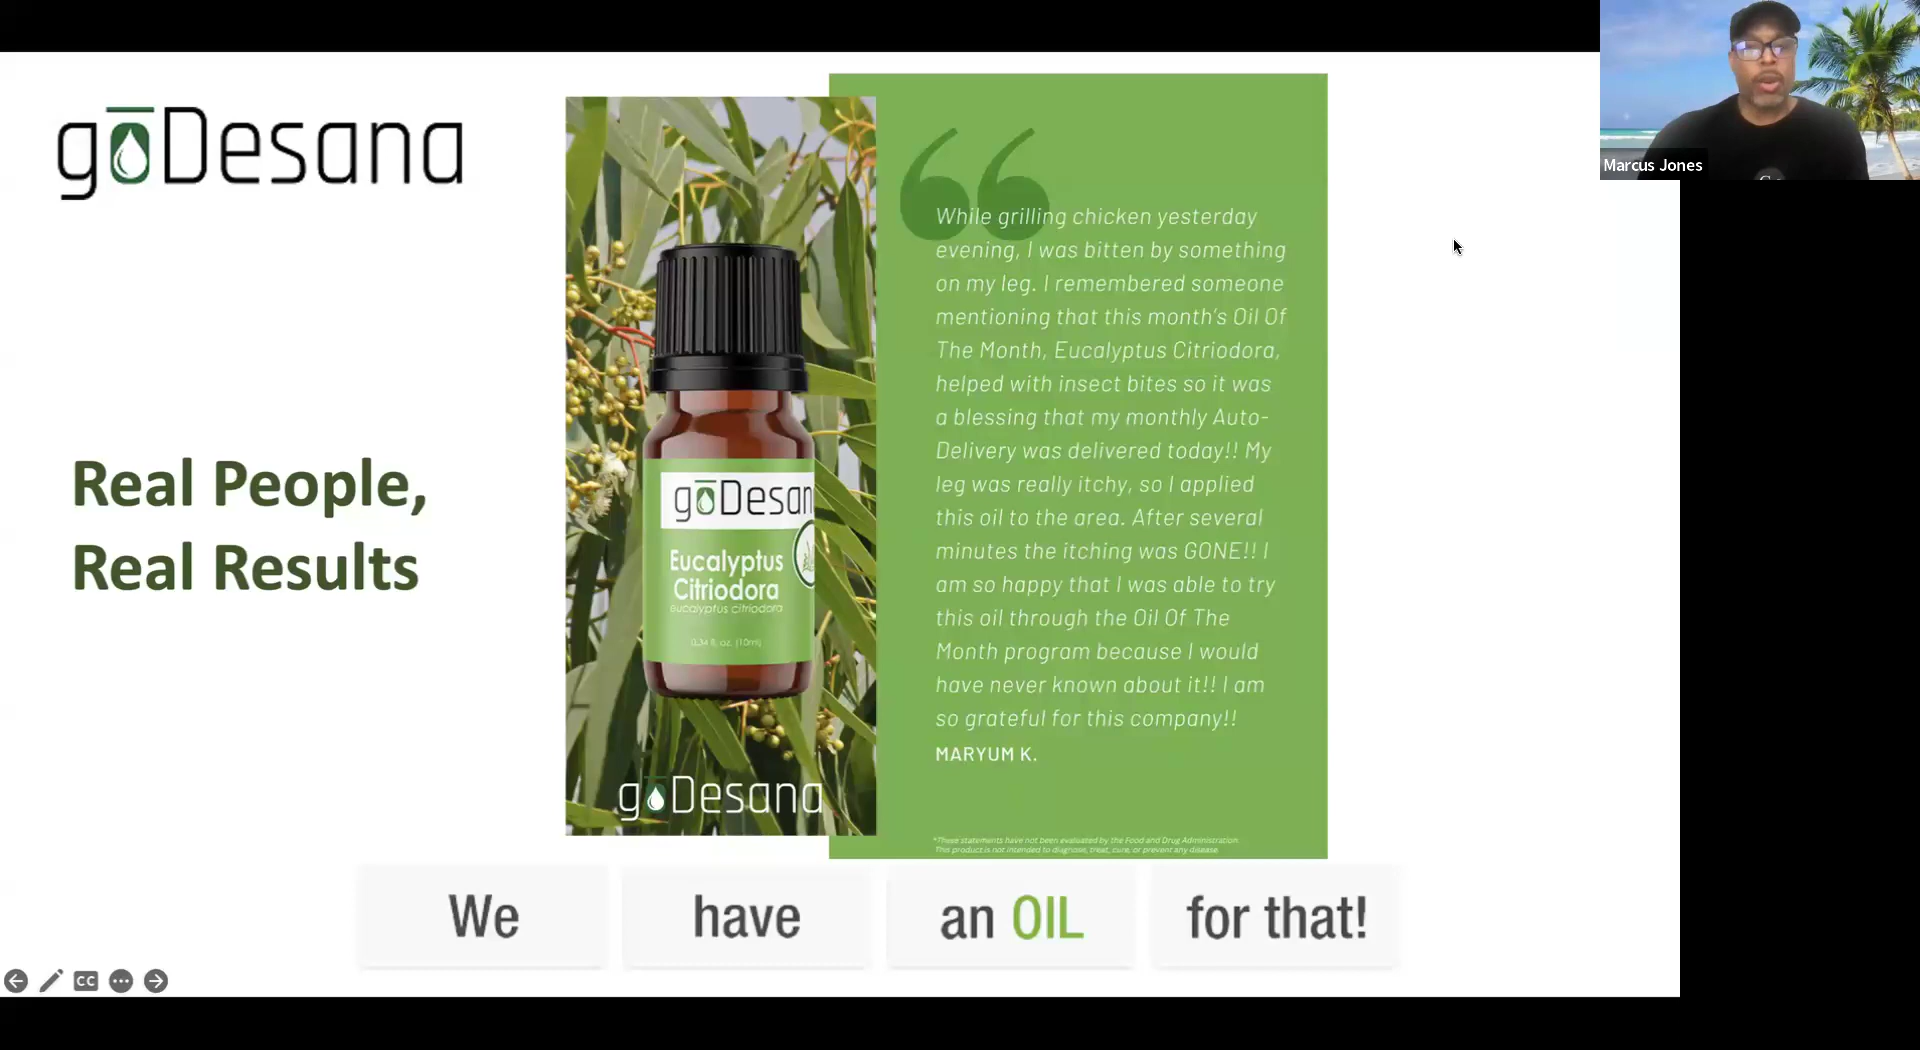 gōDesana
Marcus Jones
Real People,
Real Results
gōDesan
Eucalyptus
Citriodora
Eucalyptus citriodora
0.34 fl. oz. (10ml)
gōDesana
While grilling chicken yesterday
evening, I was bitten by something
on my leg. I remembered someone
mentioning that this month's Oil Of
The Month, Eucalyptus Citriodora,
helped with insect bites so it was
a blessing that my monthly Auto-
Delivery was delivered today!! My
leg was really itchy, so I applied
this oil to the area. After several
minutes the itching was GONE!! I
am so happy that I was able to try
this oil through the Oil Of The
Month program because I would
have never known about it!! I am
so grateful for this company!!
MARYUM K.
*These statements have not been evaluated by the Food and Drug Administration.
This product is not intended to diagnose, treat, cure, or prevent any disease.
We have an OIL for that!
CC